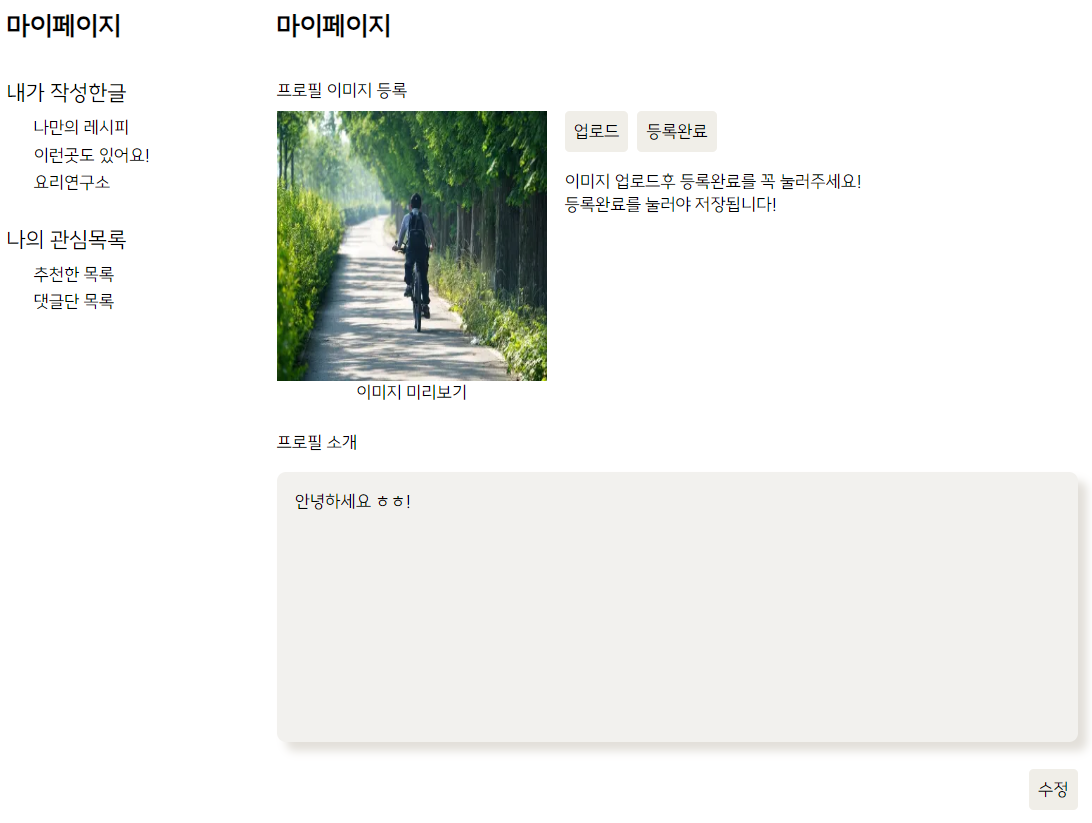 마이페이지
내가 작성한글
나만의 레시피
이런곳도 있어요!
요리연구소
나의 관심목록
추천한 목록
댓글단 목록
마이페이지
프로필 이미지 등록
업로드
등록완료
이미지 업로드후 등록완료를 꼭 눌러주세요!
등록완료를 눌러야 저장됩니다!
이미지 미리보기
프로필 소개
안녕하세요 ㅎㅎ!
수정